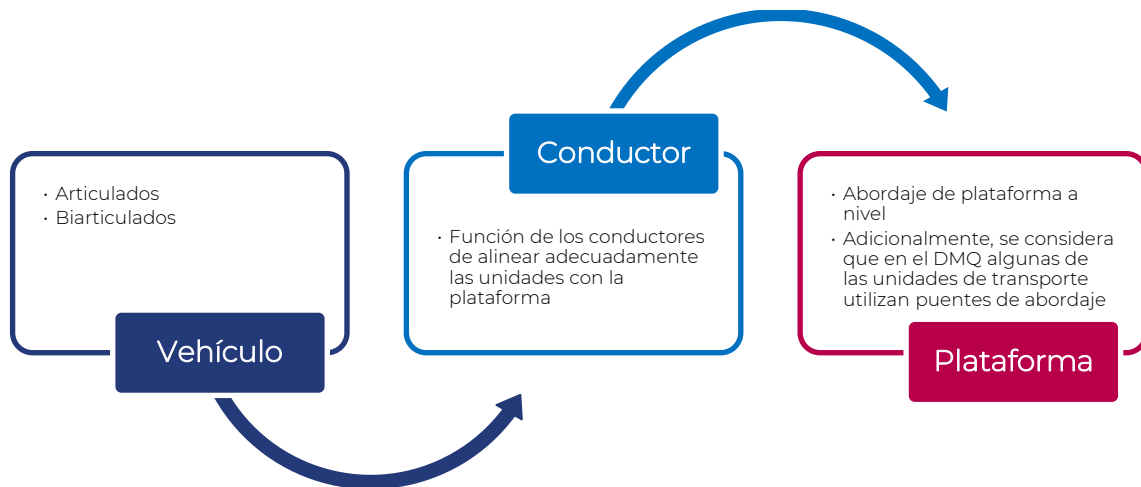 · Articulados
· Biarticulados
Vehículo
Conductor
· Función de los conductores
de alinear adecuadamente
las unidades con la
plataforma
· Abordaje de plataforma a
nivel
· Adicionalmente, se considera
que en el DMQ algunas de
las unidades de transporte
utilizan puentes de abordaje
Plataforma